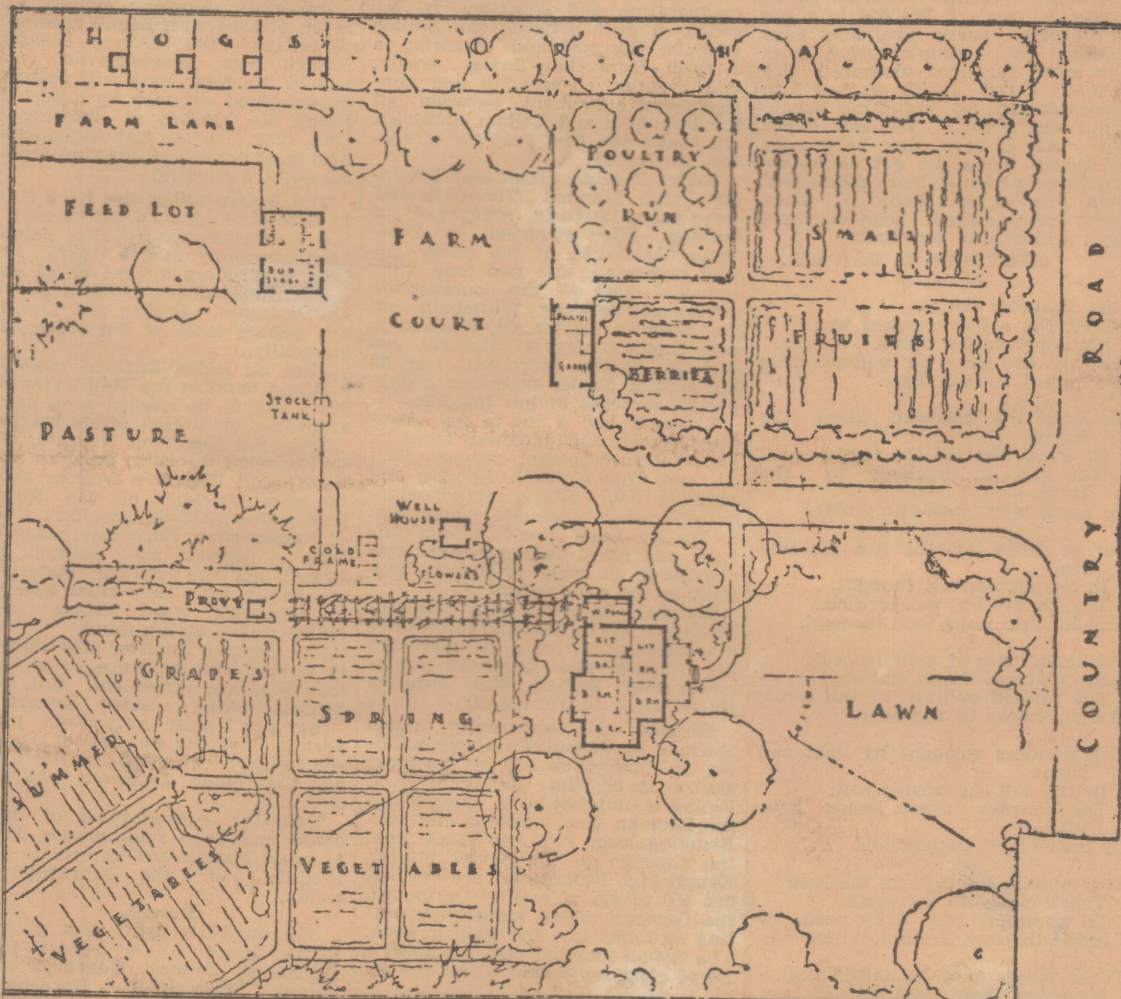 HOGS
ORCHARD
FARM LANE
POULTRY
RUN
FEED LOT
FARM
COURT
SMALL
FRUITS
BERRIES
STOCK
TANK
PASTURE
WELL
HOUSE
COLD
FRAME
FLOWERS
PRIVY
KIT
GRAPES
SPRING
VEGETABLES
SUMMER
VEGETABLES
LAWN
COUNTRY ROAD